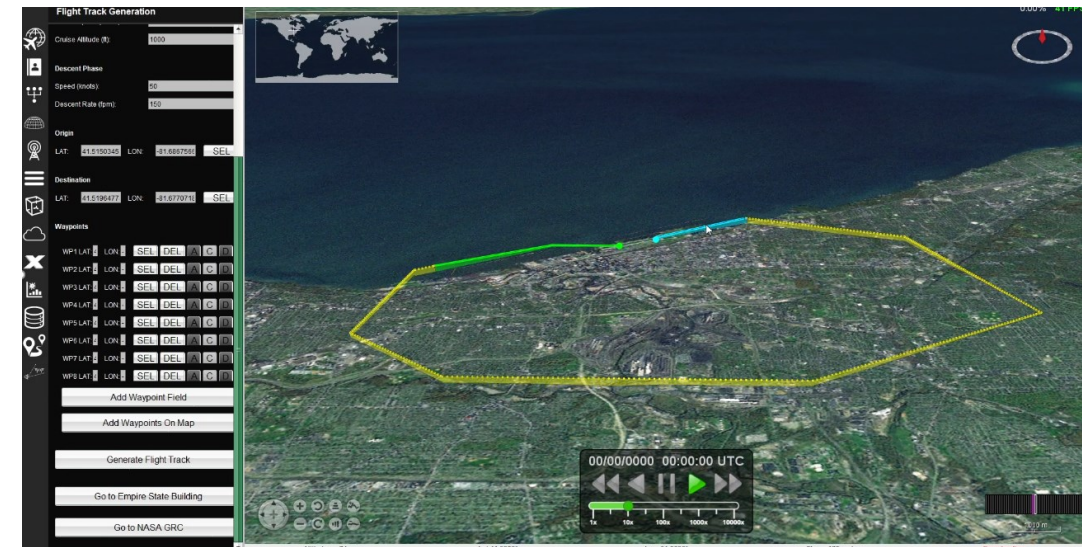 Flight Track Generation
0.00% 41 FPS
Cruise Altitude (ft): 1000
Descent Phase
Speed (knots): 50
Descent Rate (fpm): 150
Origin
LAT: 41.5150345 LON: SEL
Destination
LAT: 41.5196477 LON: SEL
Waypoints
WP1 LAT: LON: SEL DEL A C D
WP2 LAT: LON: SEL DEL A C D
WP3 LAT: LON: SEL DEL A C D
WP4 LAT: LON: SEL DEL A C D
WP5 LAT: LON: SEL DEL A C D
WP6 LAT: LON: SEL DEL A C D
WP7 LAT: LON: SEL DEL A C D
WP8 LAT: LON: SEL DEL A C D
Add Waypoint Field
Add Waypoints On Map
Generate Flight Track
Go to Empire State Building
Go to NASA GRC
00/00/0000 00:00:00 UTC
1x 10x 100x 1000x 10000x